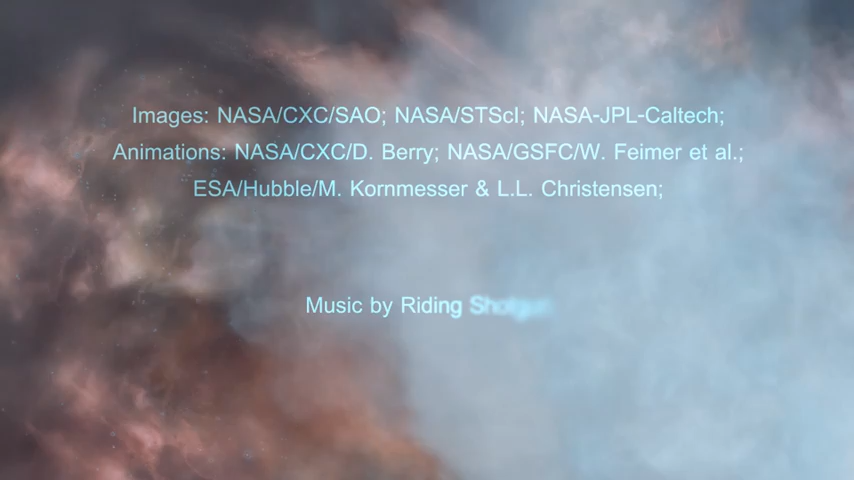 Images: NASA/CXC/SAO; NASA/STScI; NASA-JPL-Caltech;
Animations: NASA/CXC/D. Berry; NASA/GSFC/W. Feimer et al.;
ESA/Hubble/M. Kornmesser & L.L. Christensen;
Music by Riding Shotgun